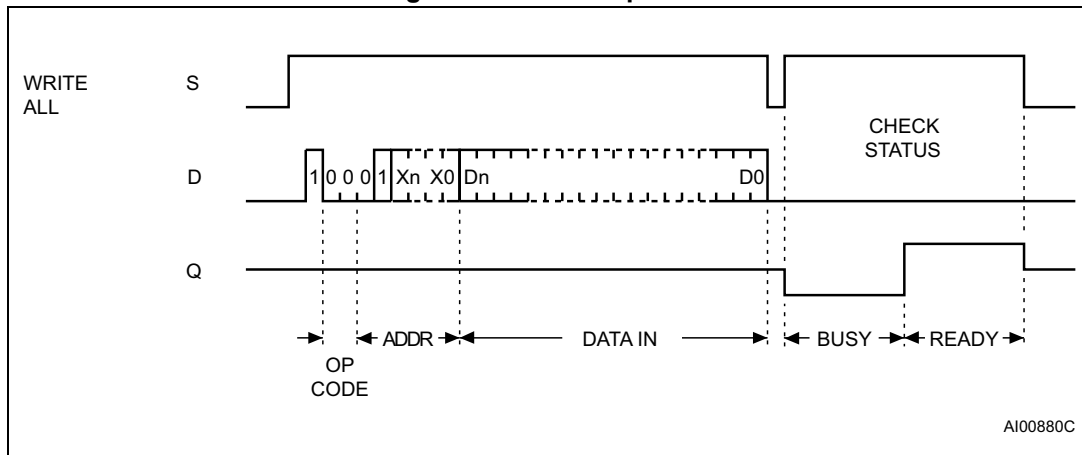 WRITE
ALL
S
CHECK
STATUS
D
1 0 0 0 1 Xn X0 Dn D0
Q
ADDR DATA IN BUSY READY
OP
CODE
AI00880C